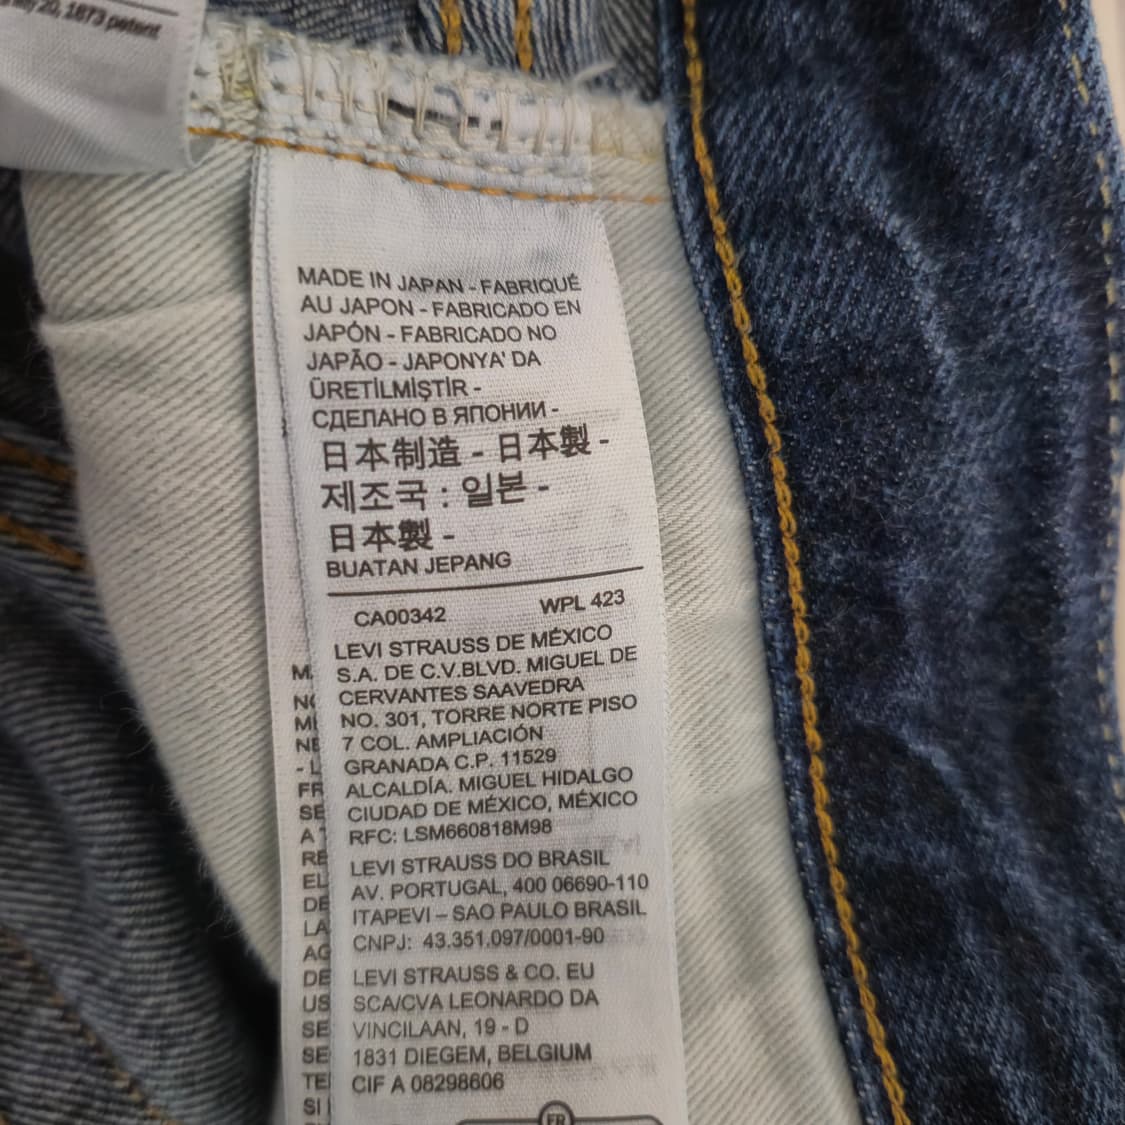 20, 1873 patent
MADE IN JAPAN - FABRIQUÉ
AU JAPON - FABRICADO EN
JAPÓN - FABRICADO NO
JAPÃO - JAPONYA' DA
ÜRETİLMİŞTİR -
СДЕЛАНО В ЯПОНИИ -
日本制造 - 日本製 -
제조국 : 일본 -
日本製 -
BUATAN JEPANG
CA00342 WPL 423
LEVI STRAUSS DE MÉXICO
S.A. DE C.V.BLVD. MIGUEL DE
CERVANTES SAAVEDRA
NO. 301, TORRE NORTE PISO
7 COL. AMPLIACIÓN
GRANADA C.P. 11529
ALCALDÍA. MIGUEL HIDALGO
CIUDAD DE MÉXICO, MÉXICO
RFC: LSM660818M98
LEVI STRAUSS DO BRASIL
AV. PORTUGAL, 400 06690-110
ITAPEVI – SAO PAULO BRASIL
CNPJ: 43.351.097/0001-90
LEVI STRAUSS & CO. EU
SCA/CVA LEONARDO DA
VINCILAAN, 19 - D
1831 DIEGEM, BELGIUM
CIF A 08298606
FR